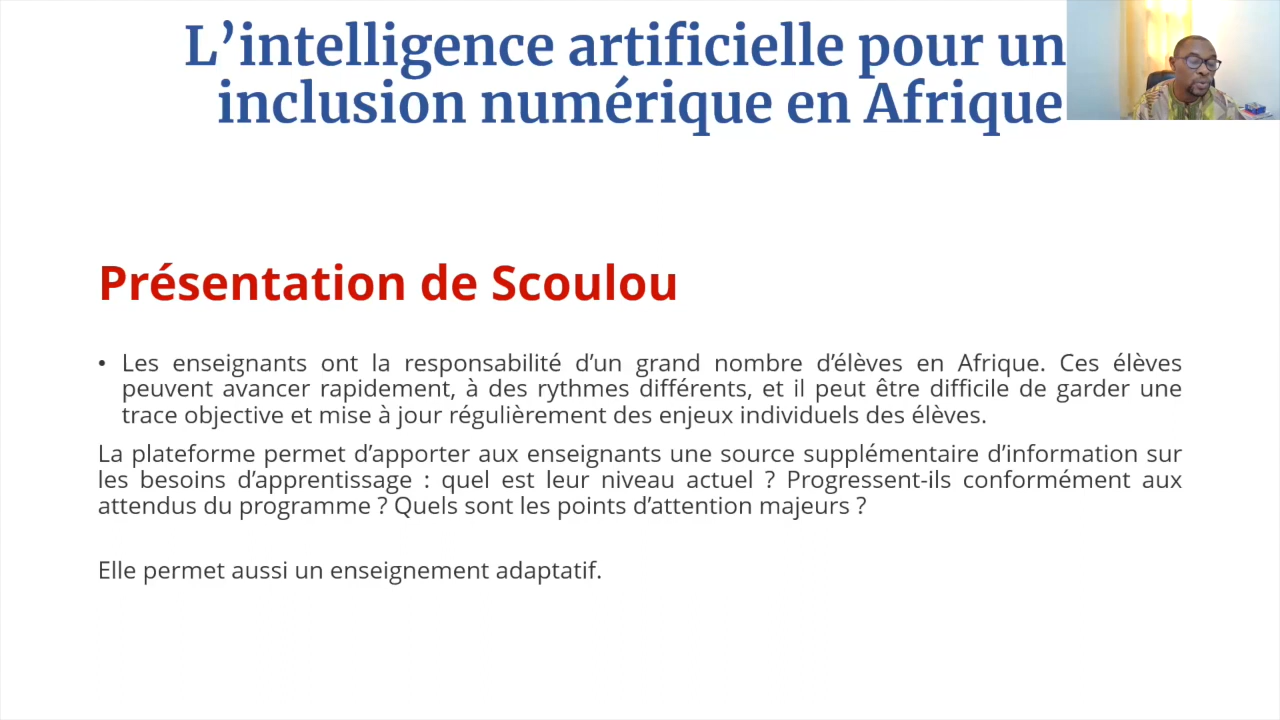 L’intelligence artificielle pour un
inclusion numérique en Afrique
Présentation de Scoulou
• Les enseignants ont la responsabilité d’un grand nombre d’élèves en Afrique. Ces élèves
peuvent avancer rapidement, à des rythmes différents, et il peut être difficile de garder une
trace objective et mise à jour régulièrement des enjeux individuels des élèves.
La plateforme permet d’apporter aux enseignants une source supplémentaire d’information sur
les besoins d’apprentissage : quel est leur niveau actuel ? Progressent-ils conformément aux
attendus du programme ? Quels sont les points d’attention majeurs ?
Elle permet aussi un enseignement adaptatif.